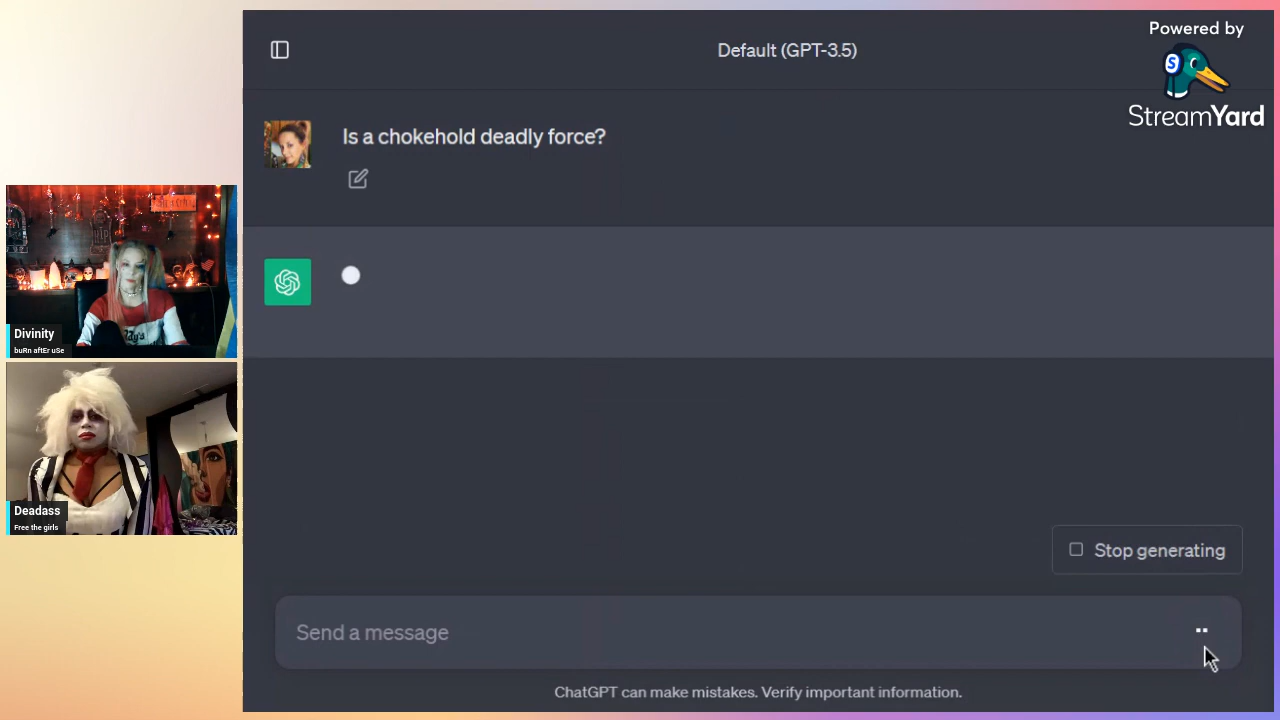 Powered by
StreamYard
Default (GPT-3.5)
Is a chokehold deadly force?
Divinity
buRn aftEr uSe
Deadass
Free the girls
Stop generating
Send a message
ChatGPT can make mistakes. Verify important information.